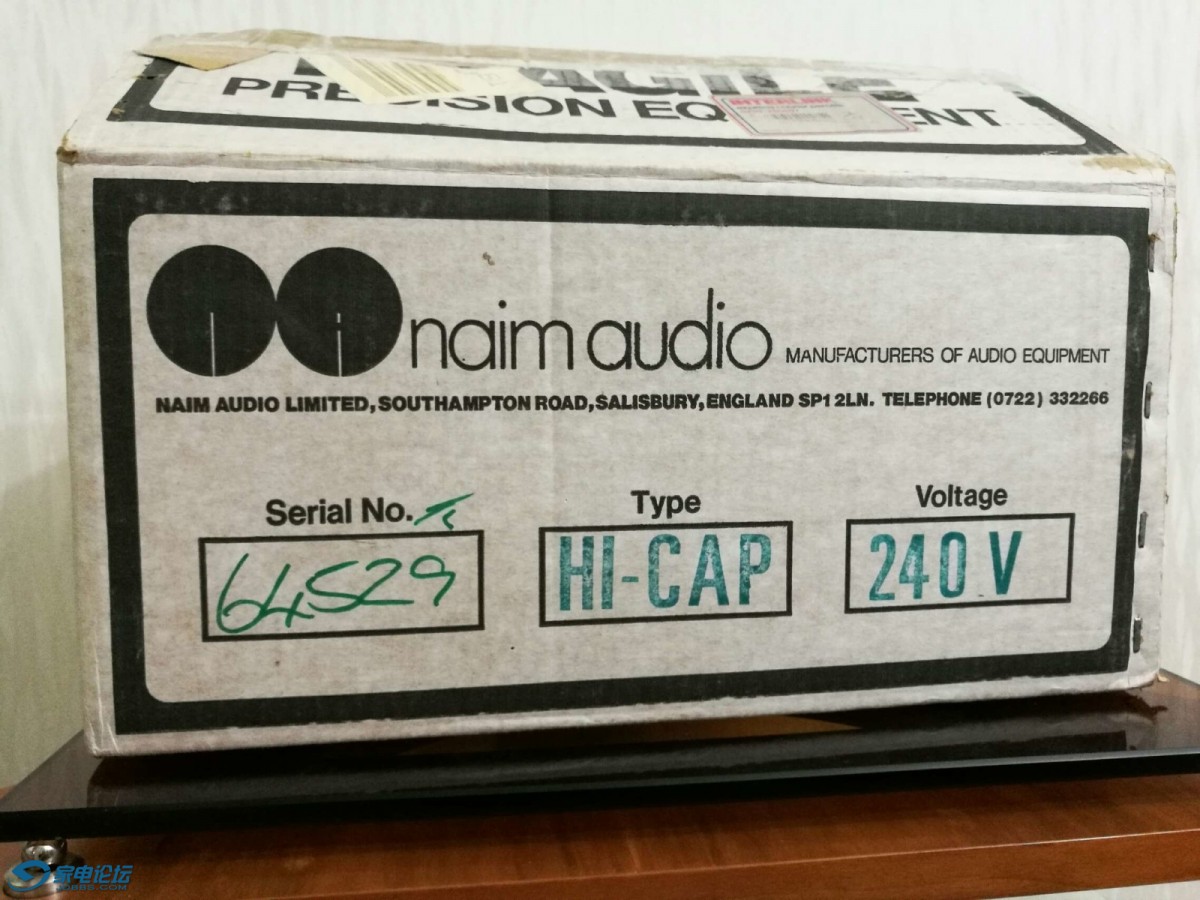 PRECISION EQ ENT
INTERLINK
naim audio MANUFACTURERS OF AUDIO EQUIPMENT
NAIM AUDIO LIMITED, SOUTHAMPTON ROAD, SALISBURY, ENGLAND SP1 2LN. TELEPHONE (0722) 332266
Serial No. Type Voltage
64529 HI-CAP 240 V
家电论坛